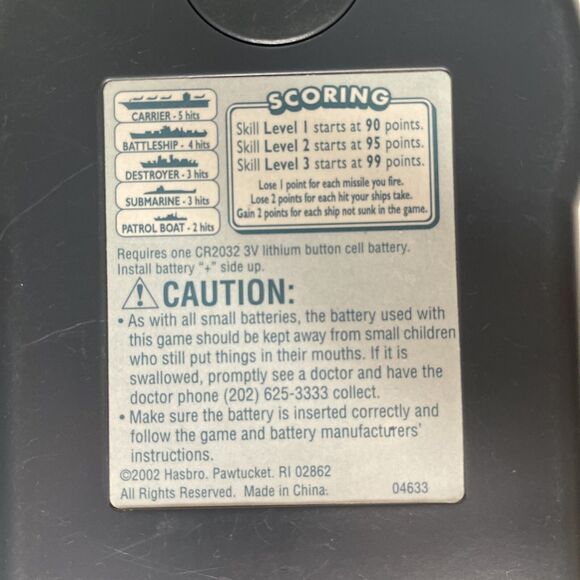 CARRIER - 5 hits
BATTLESHIP - 4 hits
DESTROYER - 3 hits
SUBMARINE - 3 hits
PATROL BOAT - 2 hits
SCORING
Skill Level 1 starts at 90 points.
Skill Level 2 starts at 95 points.
Skill Level 3 starts at 99 points.
Lose 1 point for each missile you fire.
Lose 2 points for each hit your ships take.
Gain 2 points for each ship not sunk in the game.
Requires one CR2032 3V lithium button cell battery.
Install battery "+" side up.
⚠ CAUTION:
• As with all small batteries, the battery used with
this game should be kept away from small children
who still put things in their mouths. If it is
swallowed, promptly see a doctor and have the
doctor phone (202) 625-3333 collect.
• Make sure the battery is inserted correctly and
follow the game and battery manufacturers'
instructions.
©2002 Hasbro. Pawtucket. RI 02862
All Rights Reserved. Made in China. 04633